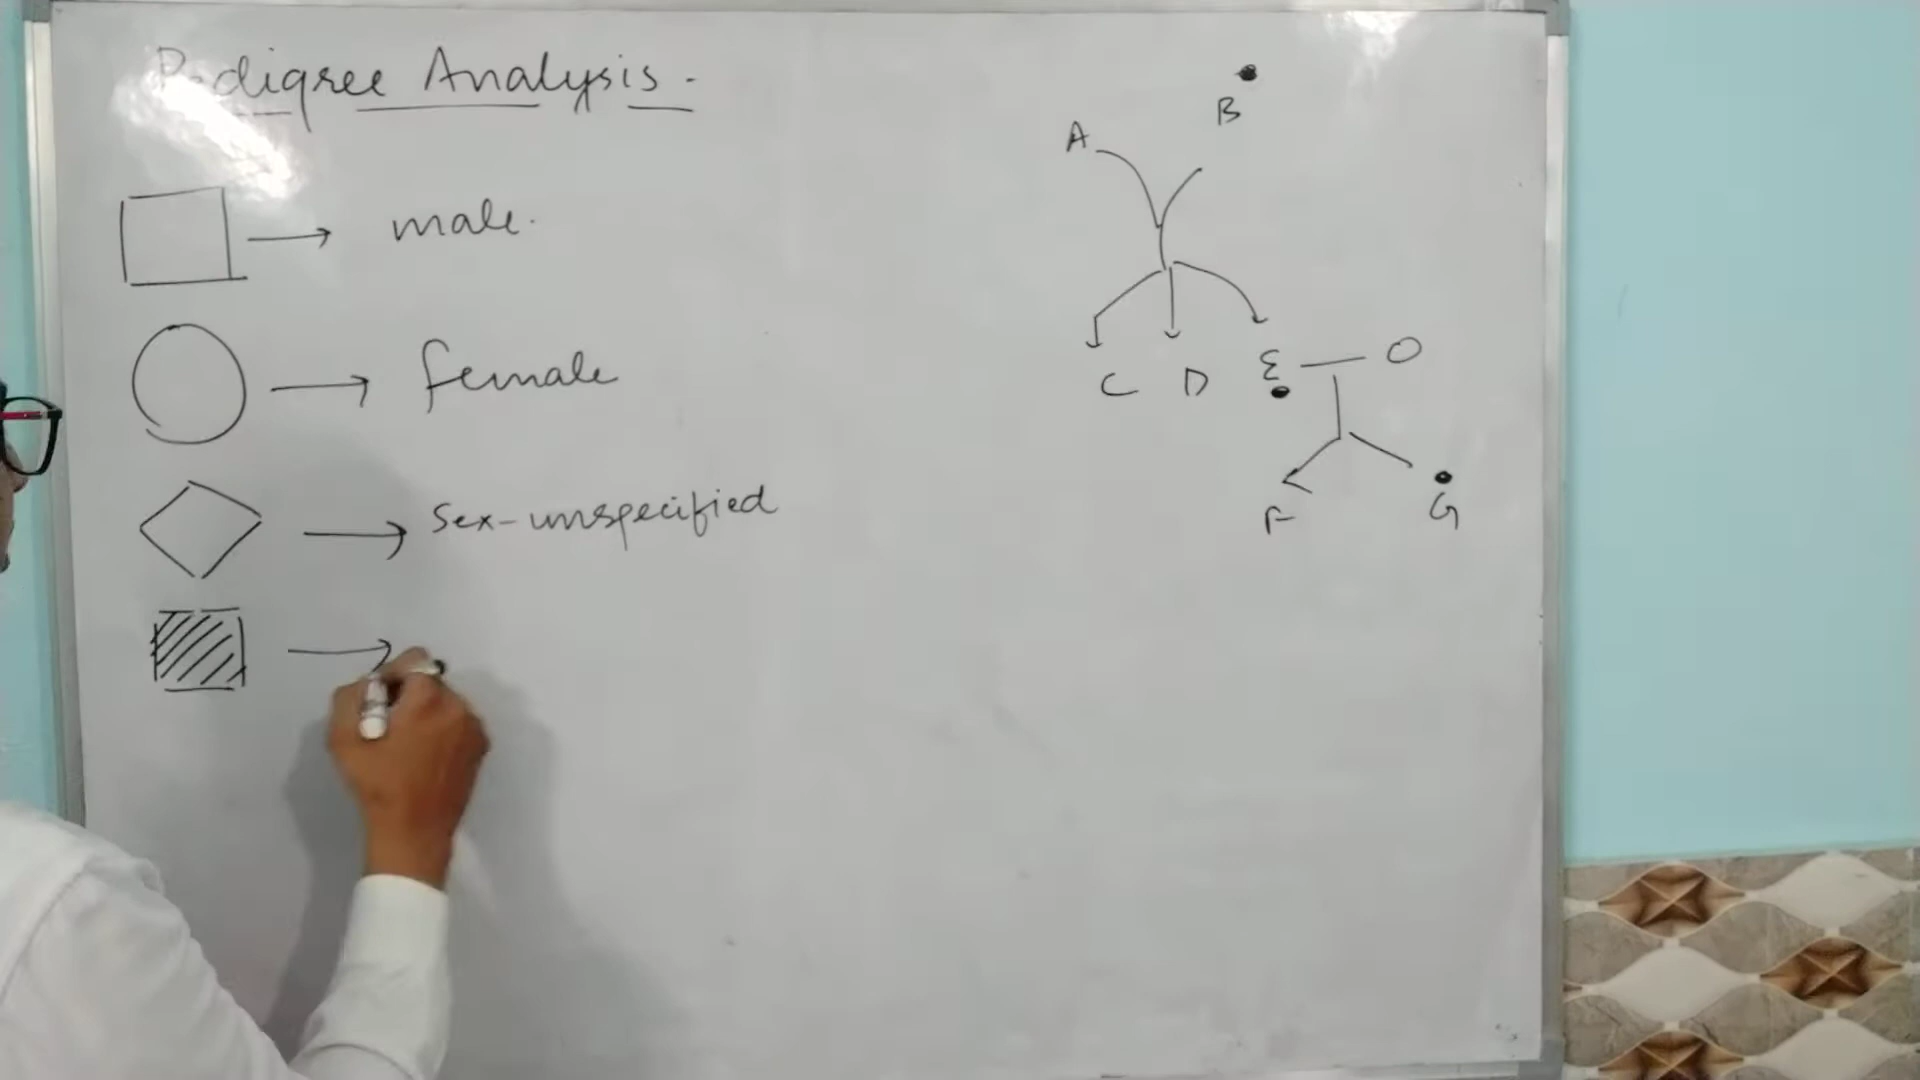 Pedigree Analysis.
male.
female
Sex-unspecified
B
A
C D E O
F G